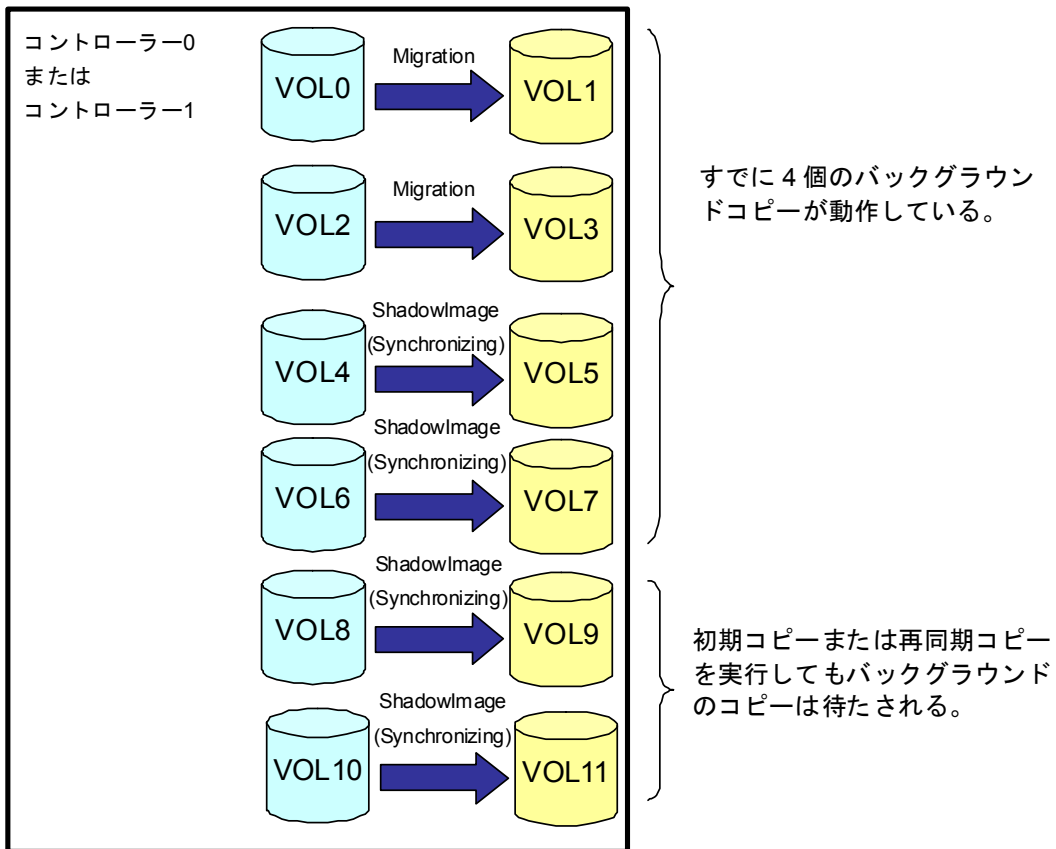 コントローラー0
または
コントローラー1
VOL0
Migration
VOL1
VOL2
Migration
VOL3
VOL4
ShadowImage
(Synchronizing)
VOL5
VOL6
ShadowImage
(Synchronizing)
VOL7
VOL8
ShadowImage
(Synchronizing)
VOL9
VOL10
ShadowImage
(Synchronizing)
VOL11
すでに4個のバックグラウン
ドコピーが動作している。
初期コピーまたは再同期コピー
を実行してもバックグラウンド
のコピーは待たされる。